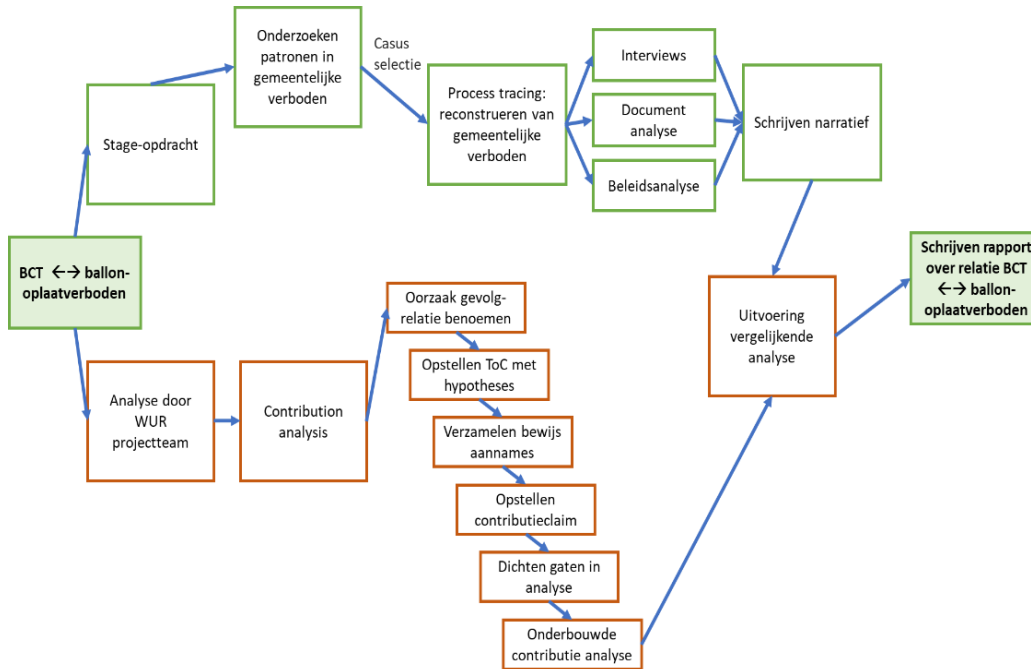 Onderzoeken
patronen in
gemeentelijke
verboden
Casus
selectie
Stage-opdracht
Process tracing:
reconstrueren van
gemeentelijke
verboden
Interviews
Document
analyse
Beleidsanalyse
Schrijven narratief
BCT ←→ ballon-
oplaatverboden
Analyse door
WUR
projectteam
Contribution
analysis
Oorzaak gevolg-
relatie benoemen
Opstellen ToC met
hypotheses
Verzamelen bewijs
aannames
Opstellen
contributieclaim
Dichten gaten in
analyse
Onderbouwde
contributie analyse
Uitvoering
vergelijkende
analyse
Schrijven rapport
over relatie BCT
←→ ballon-
oplaatverboden